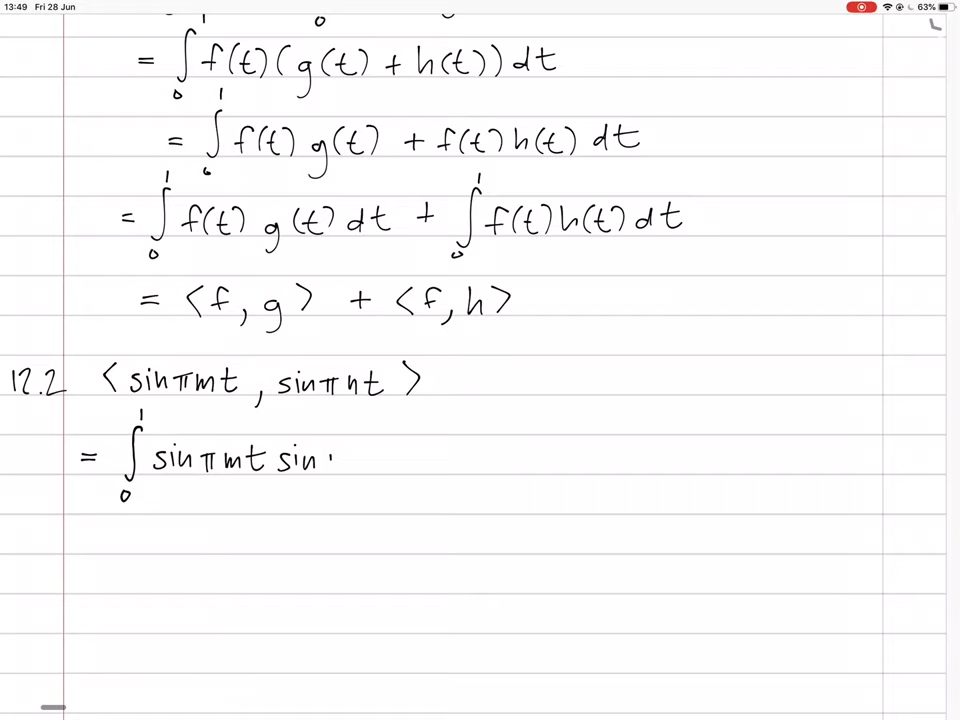 13:49 Fri 28 Jun 63%
= ∫₀¹ f(t)(g(t) + h(t)) dt
= ∫₀¹ f(t) g(t) + f(t) h(t) dt
= ∫₀¹ f(t) g(t) dt + ∫₀¹ f(t) h(t) dt
= <f, g> + <f, h>
12.2 <sin πmt, sin πnt>
= ∫₀¹ sin πmt sin